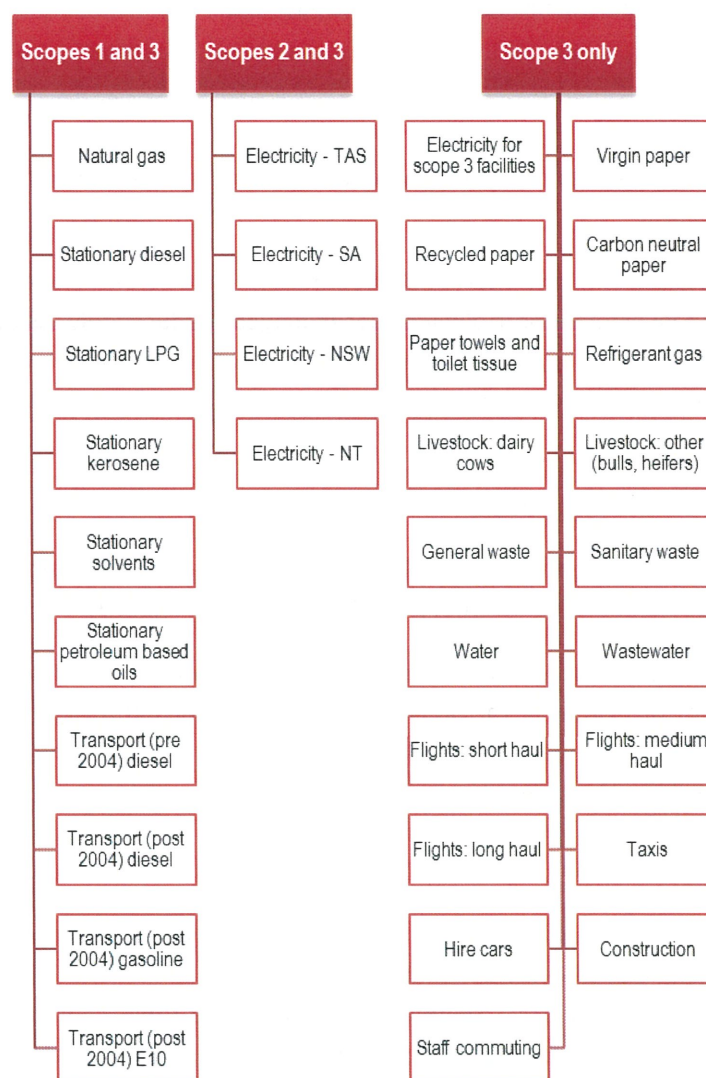 Scopes 1 and 3
Natural gas
Stationary diesel
Stationary LPG
Stationary
kerosene
Stationary
solvents
Stationary
petroleum based
oils
Transport (pre
2004) diesel
Transport (post
2004) diesel
Transport (post
2004) gasoline
Transport (post
2004) E10
Scopes 2 and 3
Electricity - TAS
Electricity - SA
Electricity - NSW
Electricity - NT
Scope 3 only
Electricity for
scope 3 facilities
Virgin paper
Recycled paper
Carbon neutral
paper
Paper towels and
toilet tissue
Refrigerant gas
Livestock: dairy
cows
Livestock: other
(bulls, heifers)
General waste
Sanitary waste
Water
Wastewater
Flights: short haul
Flights: medium
haul
Flights: long haul
Taxis
Hire cars
Construction
Staff commuting